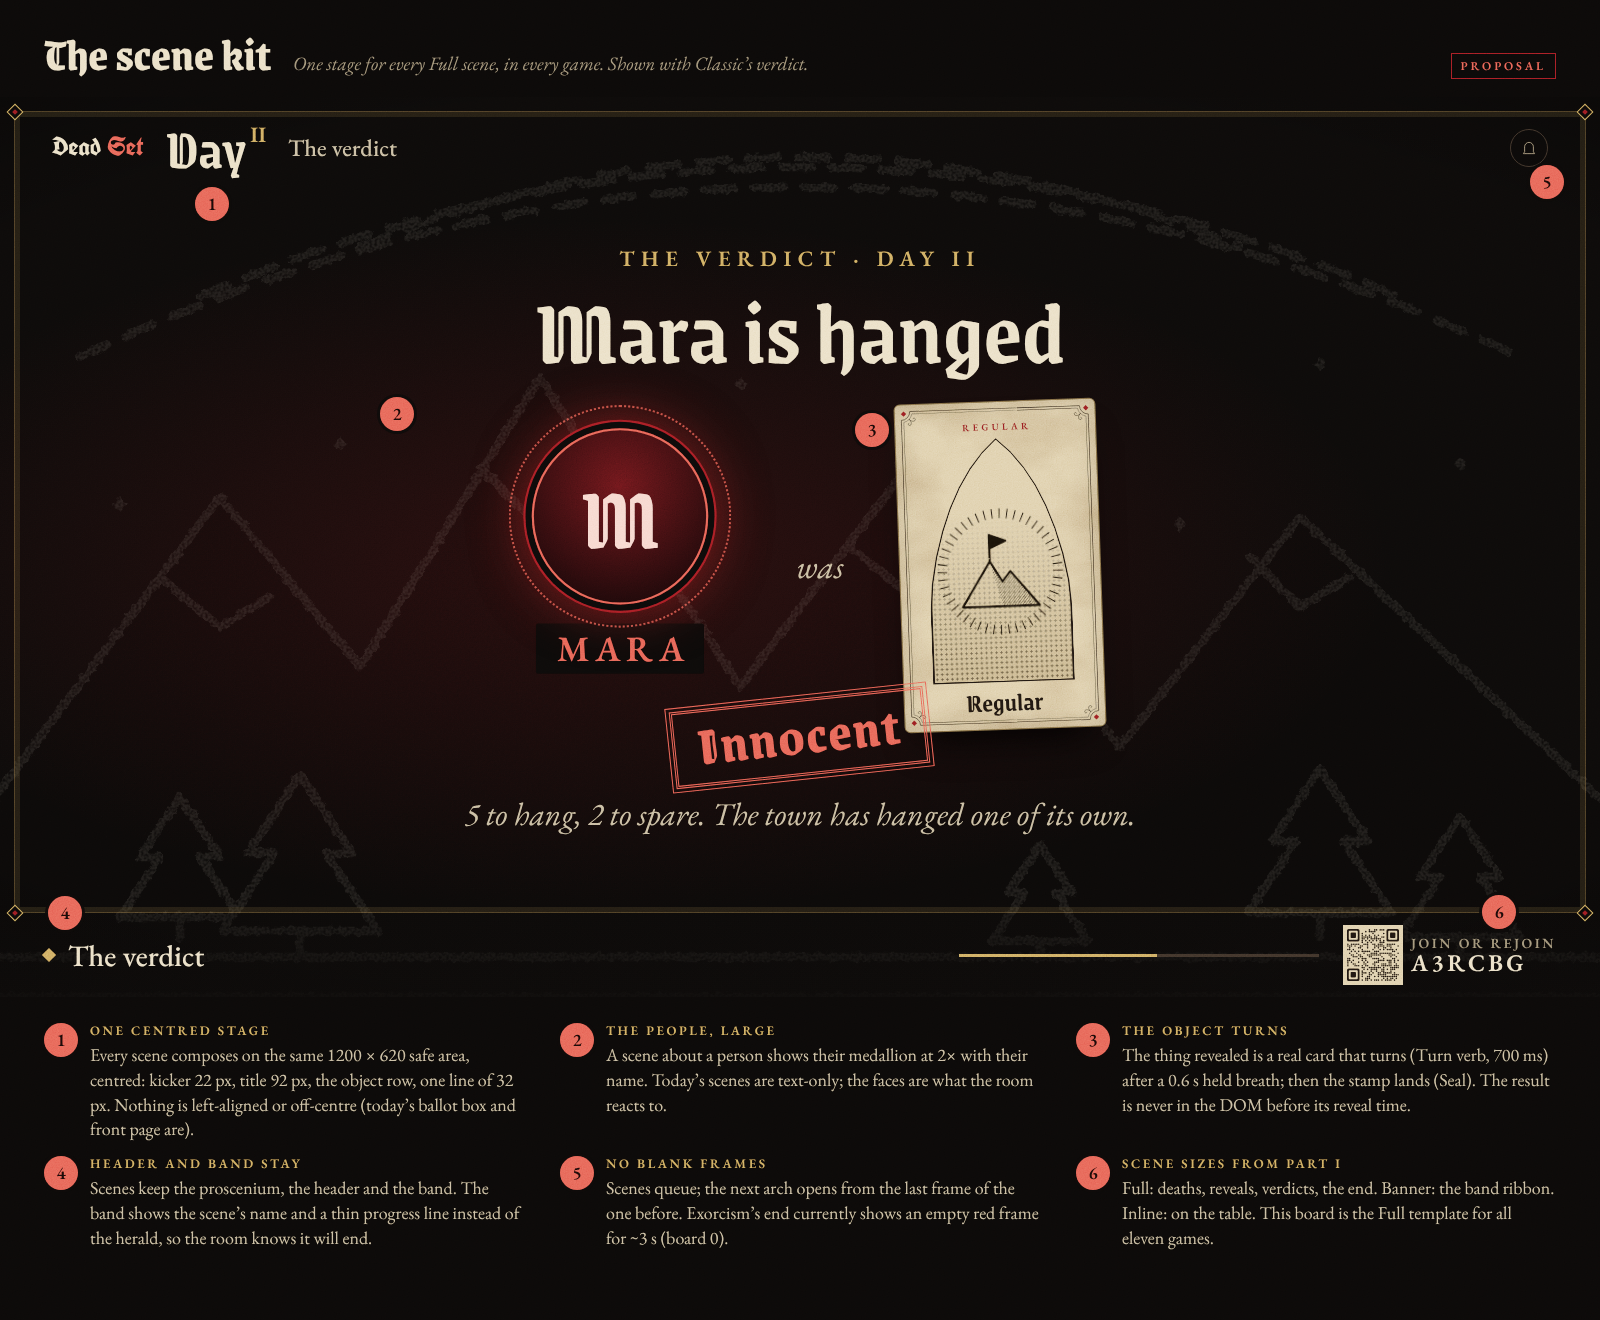 The scene kit One stage for every Full scene, in every game. Shown with Classic’s verdict.
PROPOSAL
Dead Set Day II The verdict
1
5
THE VERDICT · DAY II
Mara is hanged
2
3
REGULAR
M
was
MARA
Regular
Innocent
5 to hang, 2 to spare. The town has hanged one of its own.
4
6
The verdict
JOIN OR REJOIN
A3RCBG
1 ONE CENTRED STAGE
Every scene composes on the same 1200 × 620 safe area,
centred: kicker 22 px, title 92 px, the object row, one line of 32
px. Nothing is left-aligned or off-centre (today’s ballot box and
front page are).
2 THE PEOPLE, LARGE
A scene about a person shows their medallion at 2× with their
name. Today’s scenes are text-only; the faces are what the room
reacts to.
3 THE OBJECT TURNS
The thing revealed is a real card that turns (Turn verb, 700 ms)
after a 0.6 s held breath; then the stamp lands (Seal). The result
is never in the DOM before its reveal time.
4 HEADER AND BAND STAY
Scenes keep the proscenium, the header and the band. The
band shows the scene’s name and a thin progress line instead of
the herald, so the room knows it will end.
5 NO BLANK FRAMES
Scenes queue; the next arch opens from the last frame of the
one before. Exorcism’s end currently shows an empty red frame
for ~3 s (board 0).
6 SCENE SIZES FROM PART I
Full: deaths, reveals, verdicts, the end. Banner: the band ribbon.
Inline: on the table. This board is the Full template for all
eleven games.